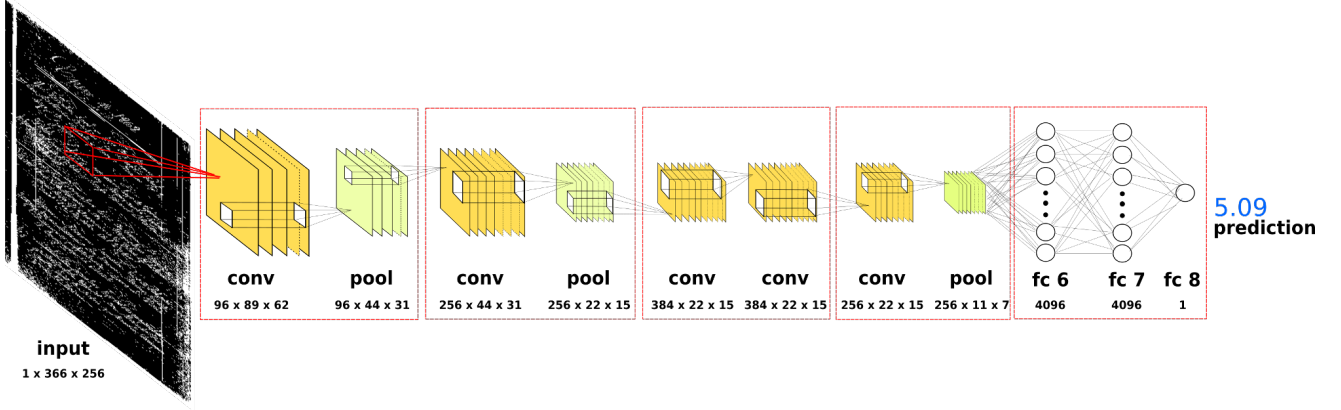 input
1 x 366 x 256
conv
96 x 89 x 62
pool
96 x 44 x 31
conv
256 x 44 x 31
pool
256 x 22 x 15
conv
384 x 22 x 15
conv
384 x 22 x 15
conv
256 x 22 x 15
pool
256 x 11 x 7
fc 6
4096
fc 7
4096
fc 8
1
5.09
prediction